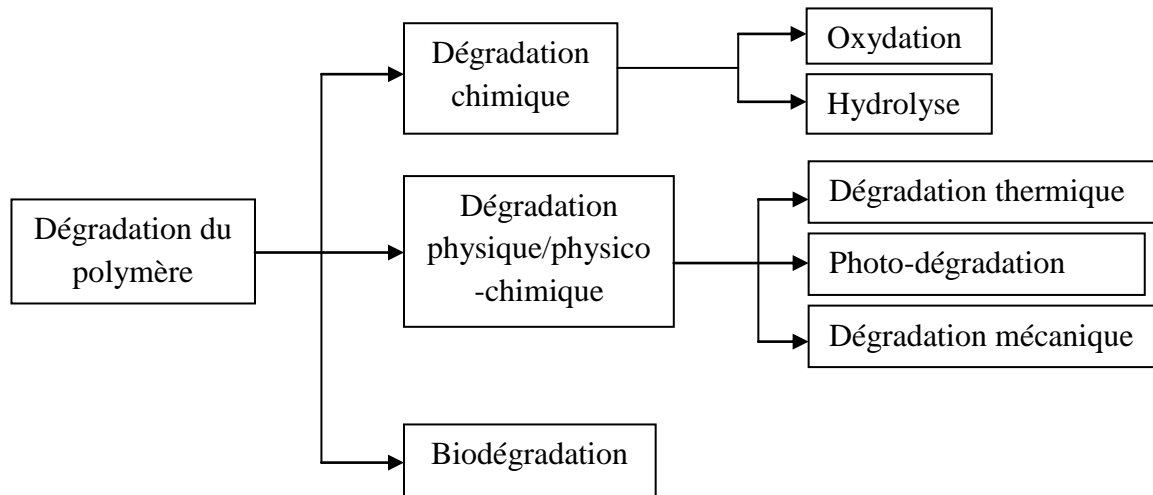 Dégradation du
polymère
Dégradation
chimique
Oxydation
Hydrolyse
Dégradation
physique/physico
-chimique
Dégradation thermique
Photo-dégradation
Dégradation mécanique
Biodégradation